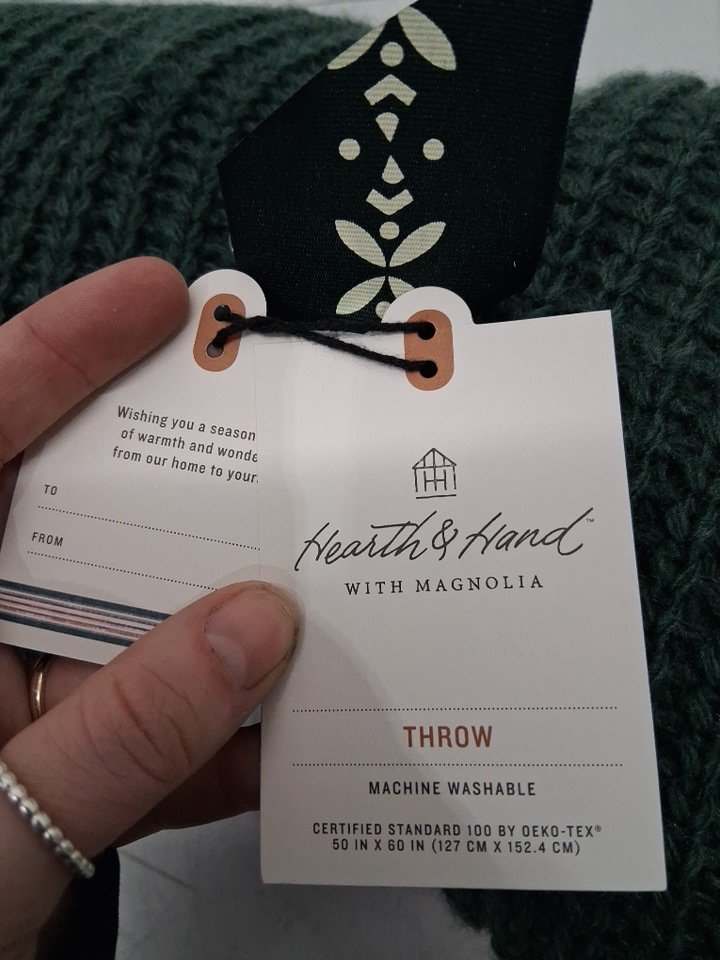 Wishing you a season
of warmth and wonde
from our home to your
TO
FROM
Hearth & Hand™
WITH MAGNOLIA
THROW
MACHINE WASHABLE
CERTIFIED STANDARD 100 BY OEKO-TEX®
50 IN X 60 IN (127 CM X 152.4 CM)